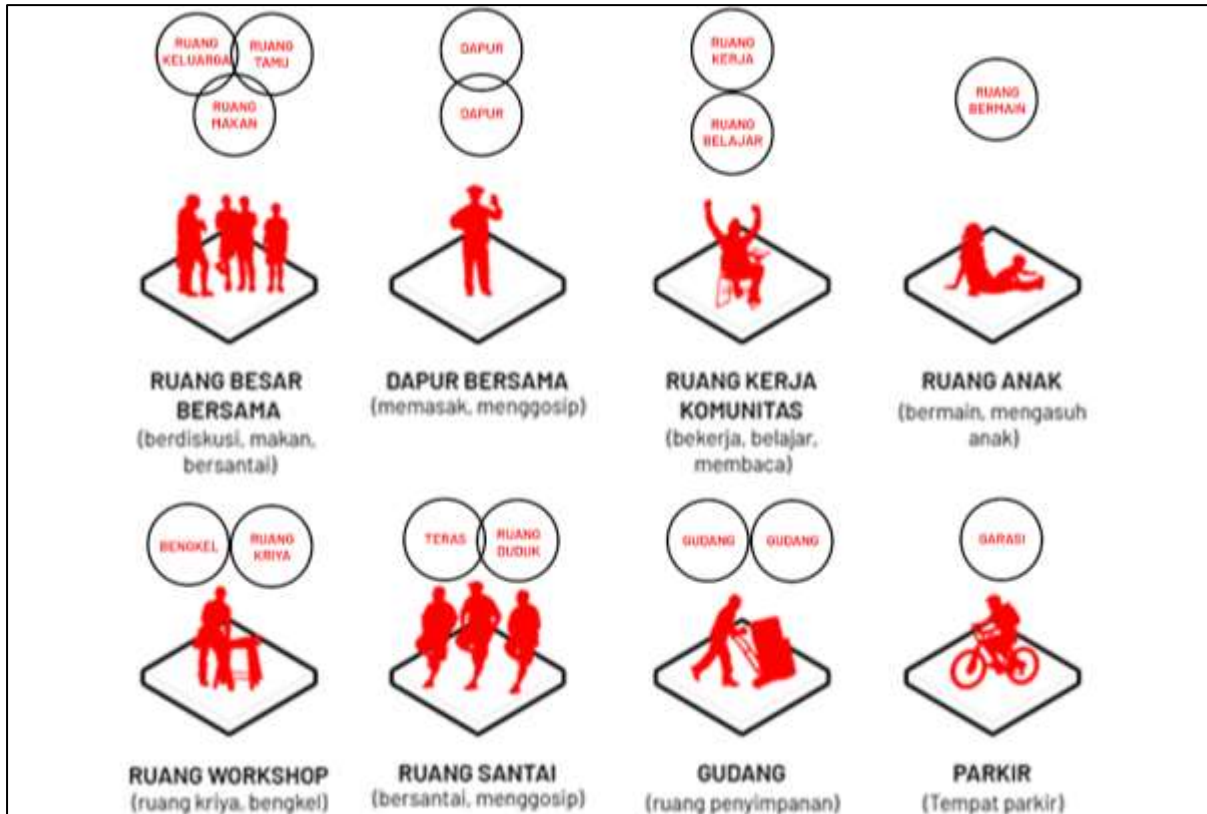 RUANG
KELUARGA
RUANG
TAMU
RUANG
MAKAN
DAPUR
DAPUR
RUANG
KERJA
RUANG
BELAJAR
RUANG
BERMAIN
RUANG BESAR
BERSAMA
(berdiskusi, makan,
bersantai)
DAPUR BERSAMA
(memasak, menggosip)
RUANG KERJA
KOMUNITAS
(bekerja, belajar,
membaca)
RUANG ANAK
(bermain, mengasuh
anak)
BENGKEL
RUANG
KRIYA
TERAS
RUANG
DUDUK
GUDANG
GUDANG
GARASI
RUANG WORKSHOP
(ruang kriya, bengkel)
RUANG SANTAI
(bersantai, menggosip)
GUDANG
(ruang penyimpanan)
PARKIR
(Tempat parkir)